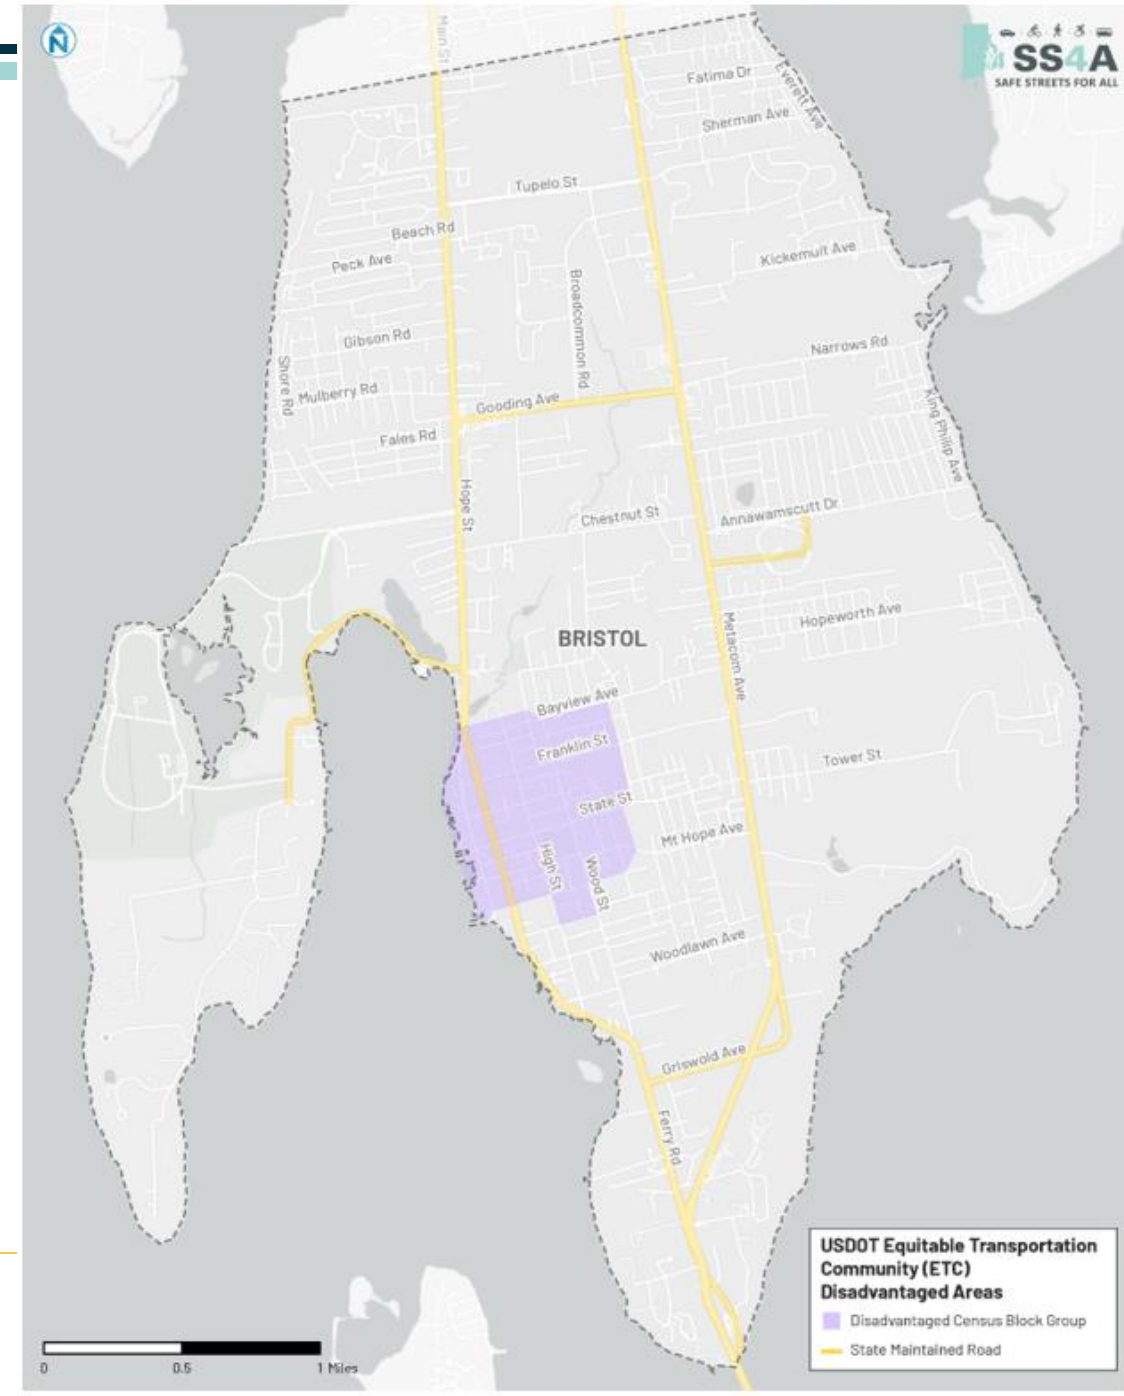 N
Main St
SS4A
SAFE STREETS FOR ALL
Fatima Dr
Everett Ave
Sherman Ave
Tupelo St
Beach Rd
Peck Ave
Kickemuit Ave
Broadcommon Rd
Gibson Rd
Narrows Rd
Shore Rd
Mulberry Rd
Gooding Ave
King Philip Ave
Fales Rd
Hope St
Chestnut St
Annawamscutt Dr
Hopeworth Ave
BRISTOL
Metacom Ave
Bayview Ave
Franklin St
Tower St
State St
Mt Hope Ave
High St
Wood St
Woodlawn Ave
Griswold Ave
Ferry Rd
USDOT Equitable Transportation
Community (ETC)
Disadvantaged Areas
Disadvantaged Census Block Group
State Maintained Road
0 0.5 1 Miles